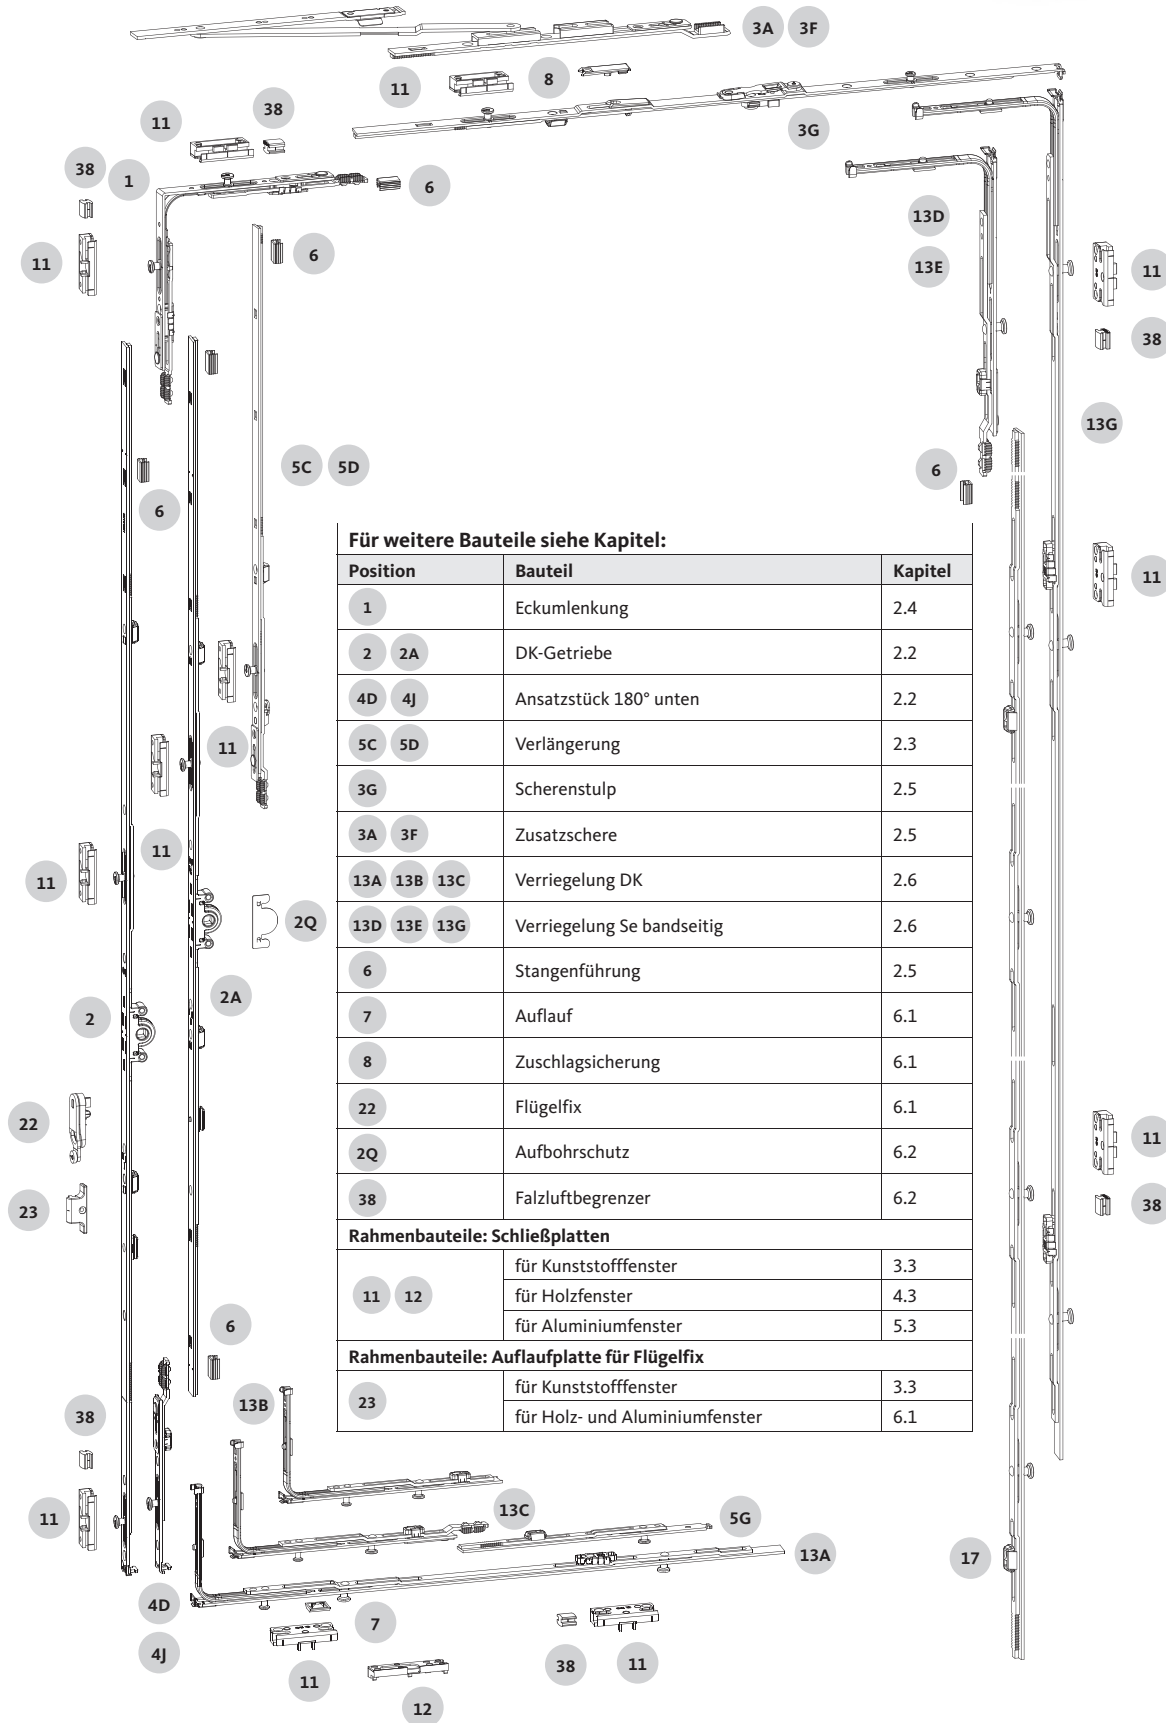 3A 3F
11 8
11 38
3G
38 1
6
13D
6
11
13E
11
38
13G
5C 5D
6
6
11
11
11
11
2Q
2A
2
22
11
23
38
6
38
13B
11
13C
5G
13A
17
4D
7
4J
11
38 11
12
Für weitere Bauteile siehe Kapitel:
Position Bauteil Kapitel
1 Eckumlenkung 2.4
2 2A DK-Getriebe 2.2
4D 4J Ansatzstück 180° unten 2.2
5C 5D Verlängerung 2.3
3G Scherenstulp 2.5
3A 3F Zusatzschere 2.5
13A 13B 13C Verriegelung DK 2.6
13D 13E 13G Verriegelung Se bandseitig 2.6
6 Stangenführung 2.5
7 Auflauf 6.1
8 Zuschlagsicherung 6.1
22 Flügelfix 6.1
2Q Aufbohrschutz 6.2
38 Falzluftbegrenzer 6.2
Rahmenbauteile: Schließplatten
11 12 für Kunststofffenster 3.3
für Holzfenster 4.3
für Aluminiumfenster 5.3
Rahmenbauteile: Auflaufplatte für Flügelfix
23 für Kunststofffenster 3.3
für Holz- und Aluminiumfenster 6.1